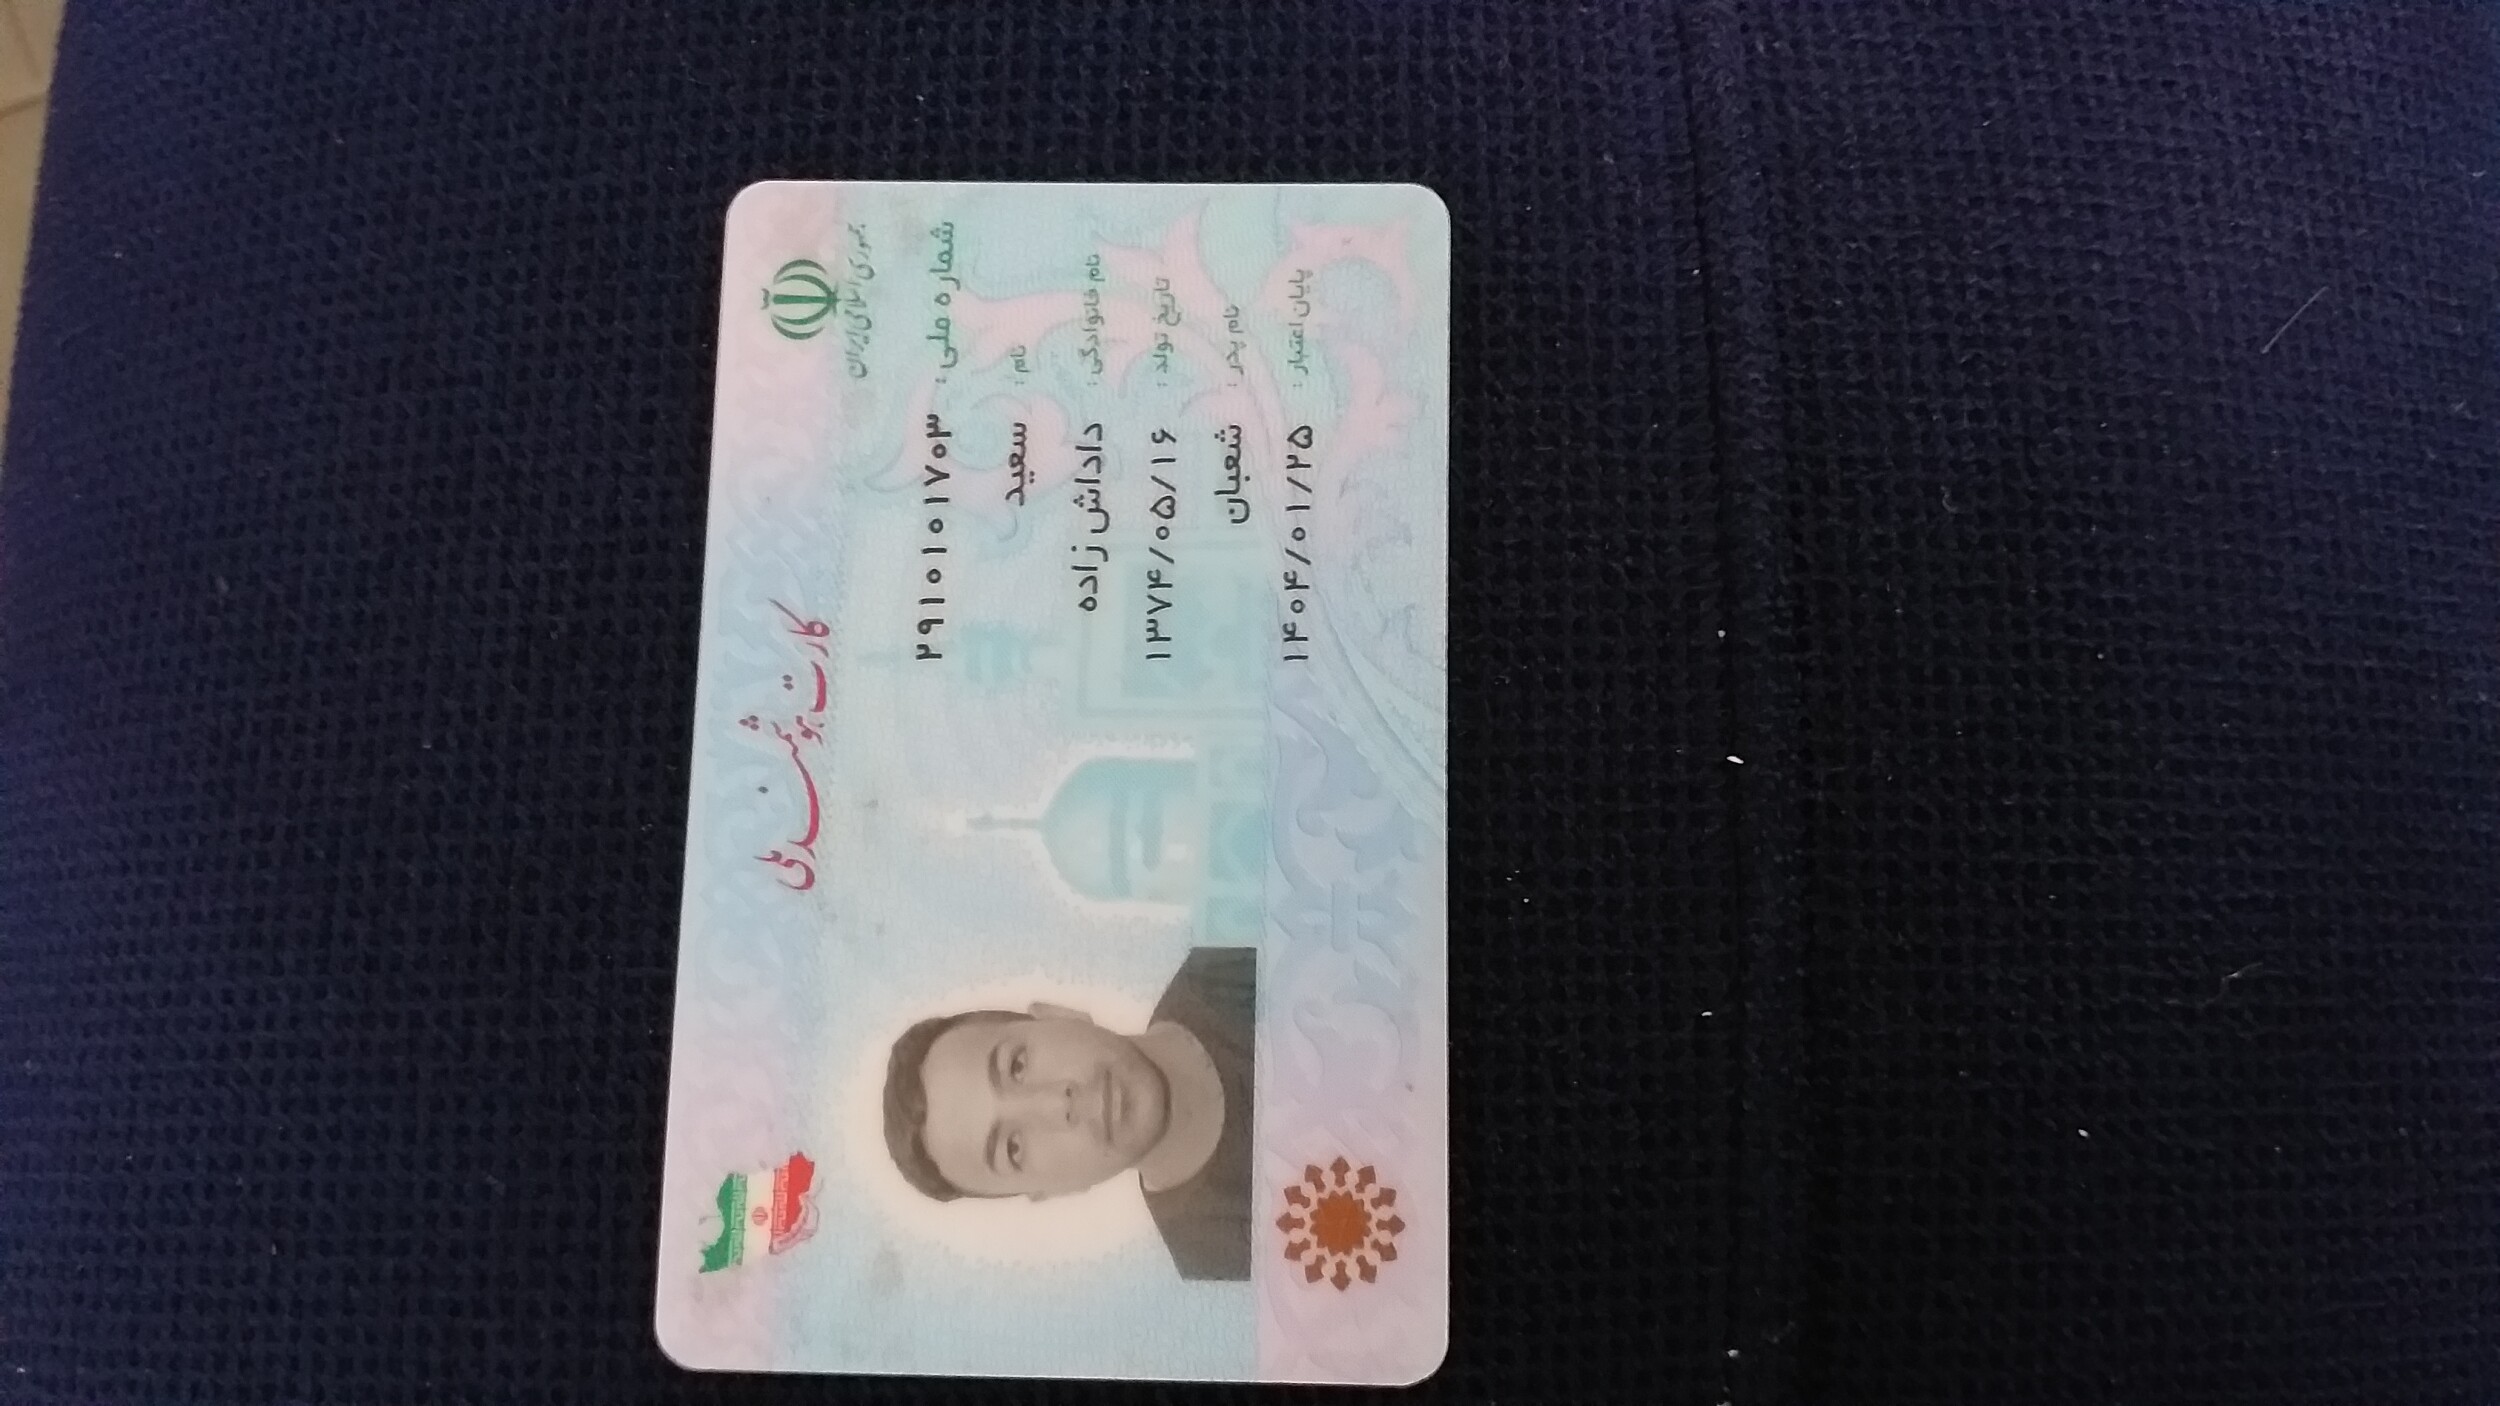 جمهوری اسلامی ایران
کارت هوشمند ملی
شماره ملی: ۲۹۱۰۱۰۱۷۰۳
نام: سعید
نام خانوادگی: داداش زاده
تاریخ تولد: ۱۳۷۴/۰۵/۱۶
نام پدر: شعبان
پایان اعتبار: ۱۴۰۴/۰۱/۲۵